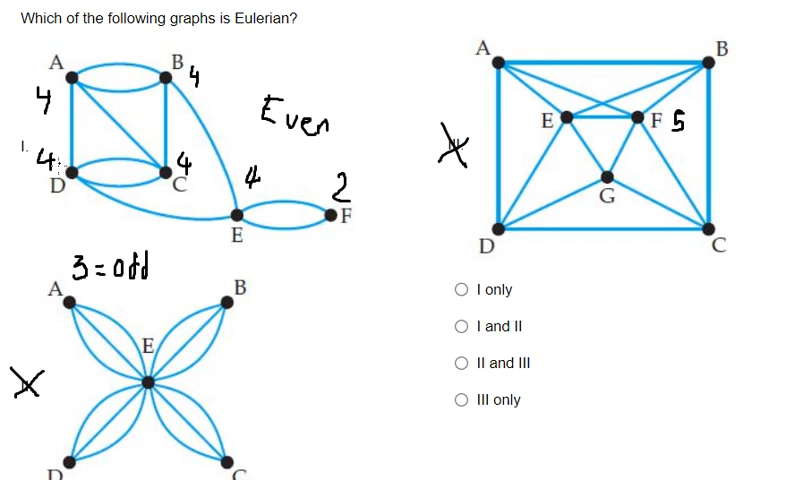 Which of the following graphs is Eulerian?
A B 4
4 Even
I.
4 4 4 2
D C F
E
A B
E F 5
G
D C
3 = odd
A B
E
D C
I only
I and II
II and III
III only